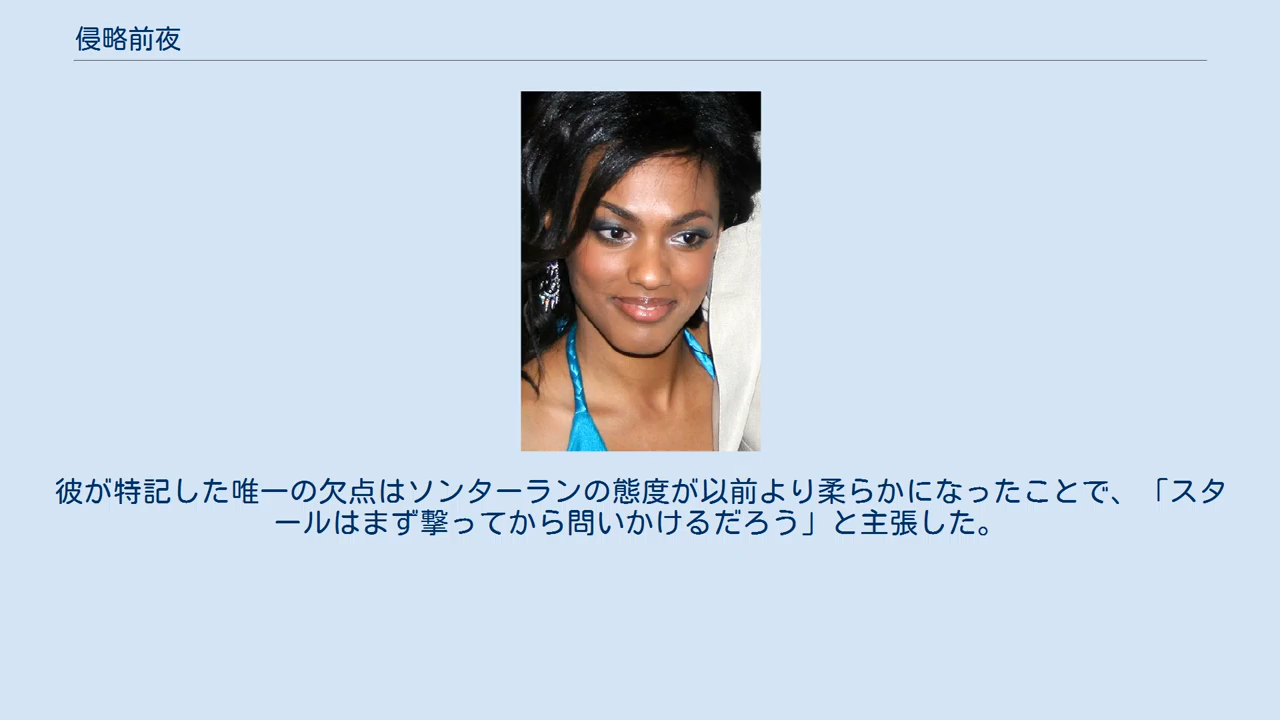 侵略前夜
彼が特記した唯一の欠点はソンターランの態度が以前より柔らかになったことで、「スタ
ールはまず撃ってから問いかけるだろう」と主張した。